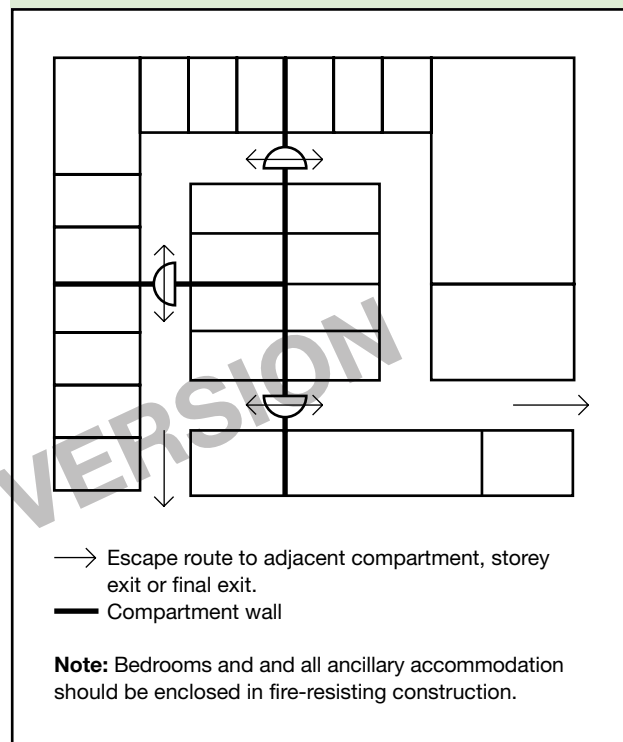 VERSION
Escape route to adjacent compartment, storey
exit or final exit.
Compartment wall
Note: Bedrooms and and all ancillary accommodation
should be enclosed in fire-resisting construction.